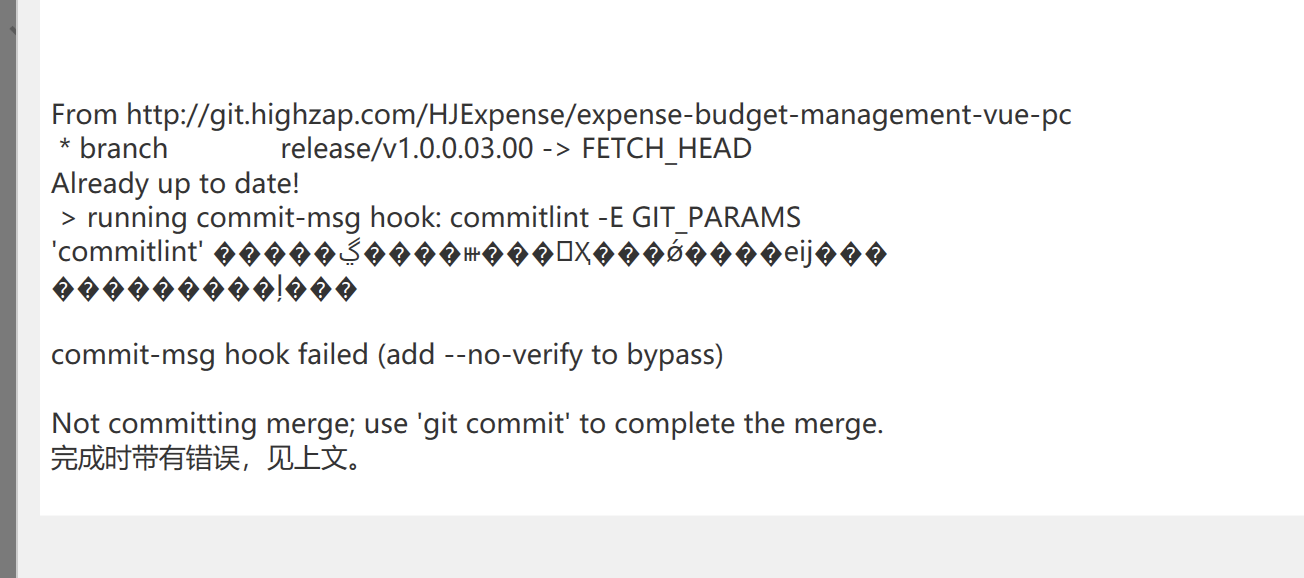 From http://git.highzap.com/HJExpense/expense-budget-management-vue-pc
* branch release/v1.0.0.03.00 -> FETCH_HEAD
Already up to date!
> running commit-msg hook: commitlint -E GIT_PARAMS
'commitlint'
commit-msg hook failed (add --no-verify to bypass)
Not committing merge; use 'git commit' to complete the merge.
完成时带有错误，见上文。